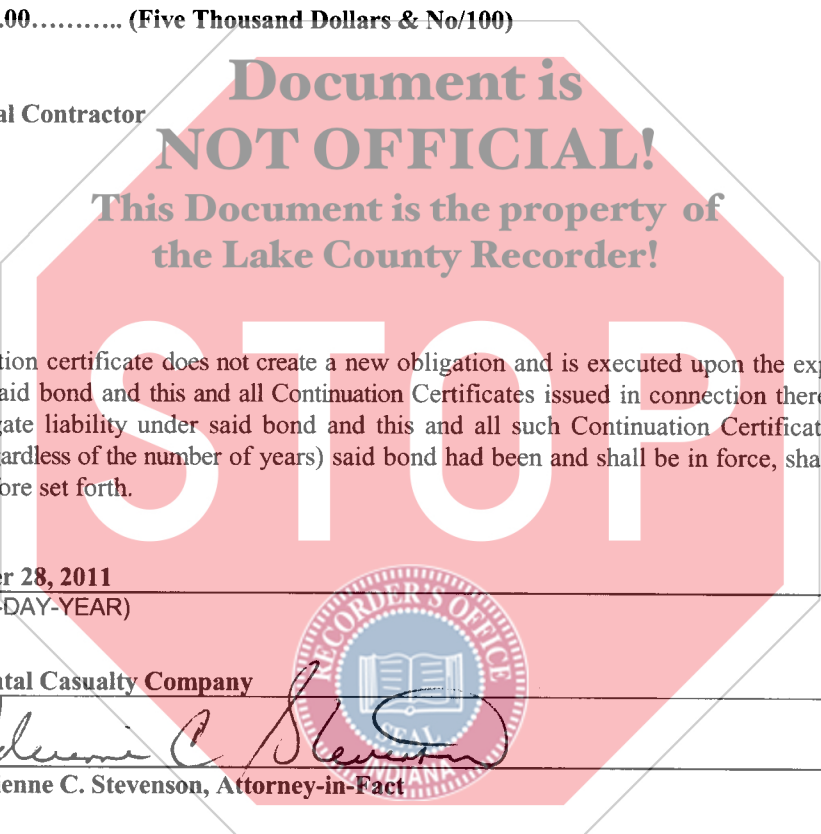 .00........... (Five Thousand Dollars & No/100)
Document is
al Contractor
NOT OFFICIAL!
This Document is the property of
the Lake County Recorder!
STOP
tion certificate does not create a new obligation and is executed upon the exp
aid bond and this and all Continuation Certificates issued in connection there
gate liability under said bond and this and all such Continuation Certificat
ardless of the number of years) said bond had been and shall be in force, sha
ore set forth.
er 28, 2011
-DAY-YEAR)
RECORDER'S OFFICE
SEAL
INDIANA
ntal Casualty Company
enne C. Stevenson, Attorney-in-Fact